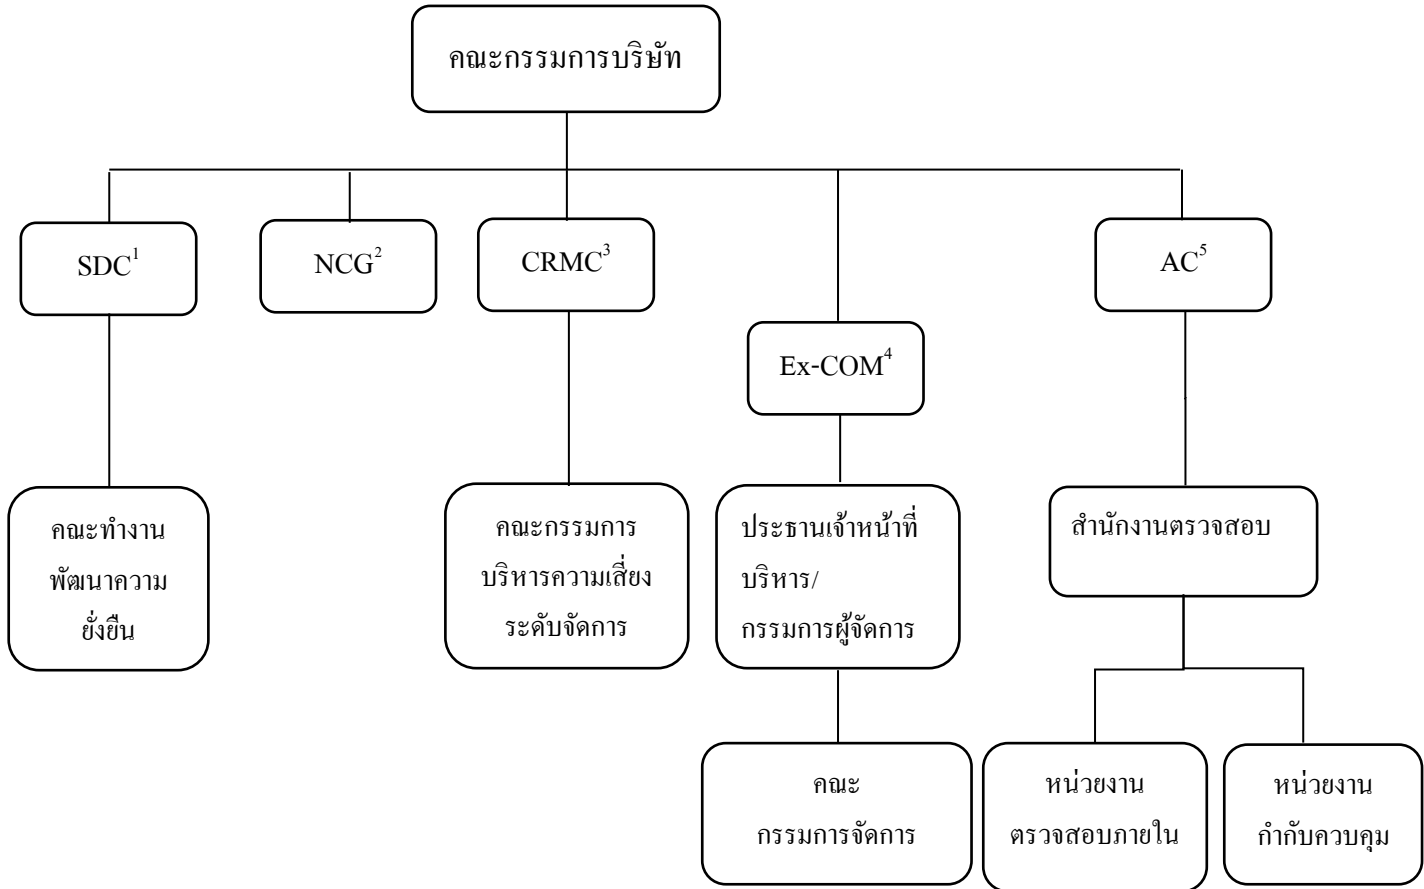 คณะกรรมการบริษัท
SDC¹
NCG²
CRMC³
AC⁵
Ex-COM⁴
คณะทำงาน
พัฒนาความ
ยั่งยืน
คณะกรรมการ
บริหารความเสี่ยง
ระดับจัดการ
ประธานเจ้าหน้าที่
บริหาร/
กรรมการผู้จัดการ
สำนักงานตรวจสอบ
คณะ
กรรมการจัดการ
หน่วยงาน
ตรวจสอบภายใน
หน่วยงาน
กำกับควบคุม